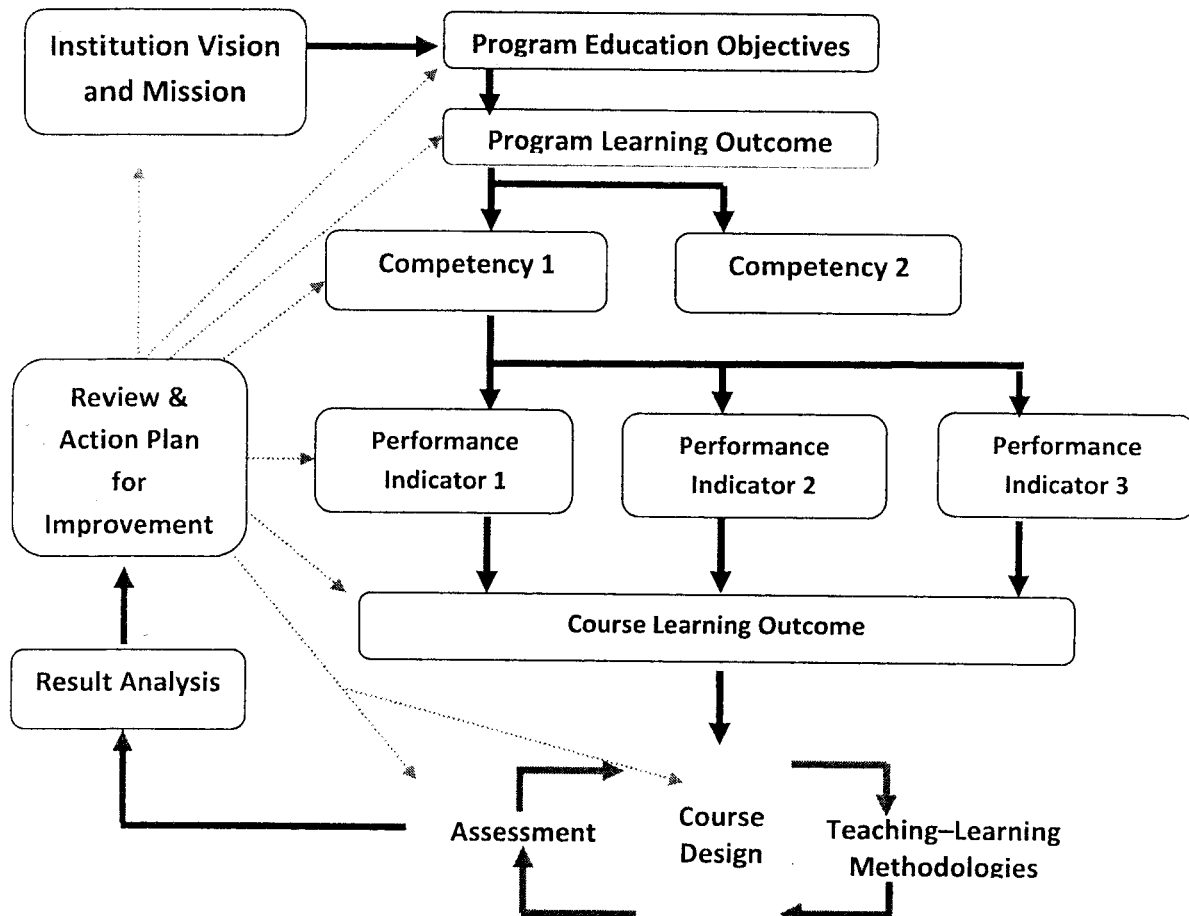 Institution Vision
and Mission
Program Education Objectives
Program Learning Outcome
Competency 1
Competency 2
Review &
Action Plan
for
Improvement
Performance
Indicator 1
Performance
Indicator 2
Performance
Indicator 3
Course Learning Outcome
Result Analysis
Assessment
Course
Design
Teaching–Learning
Methodologies